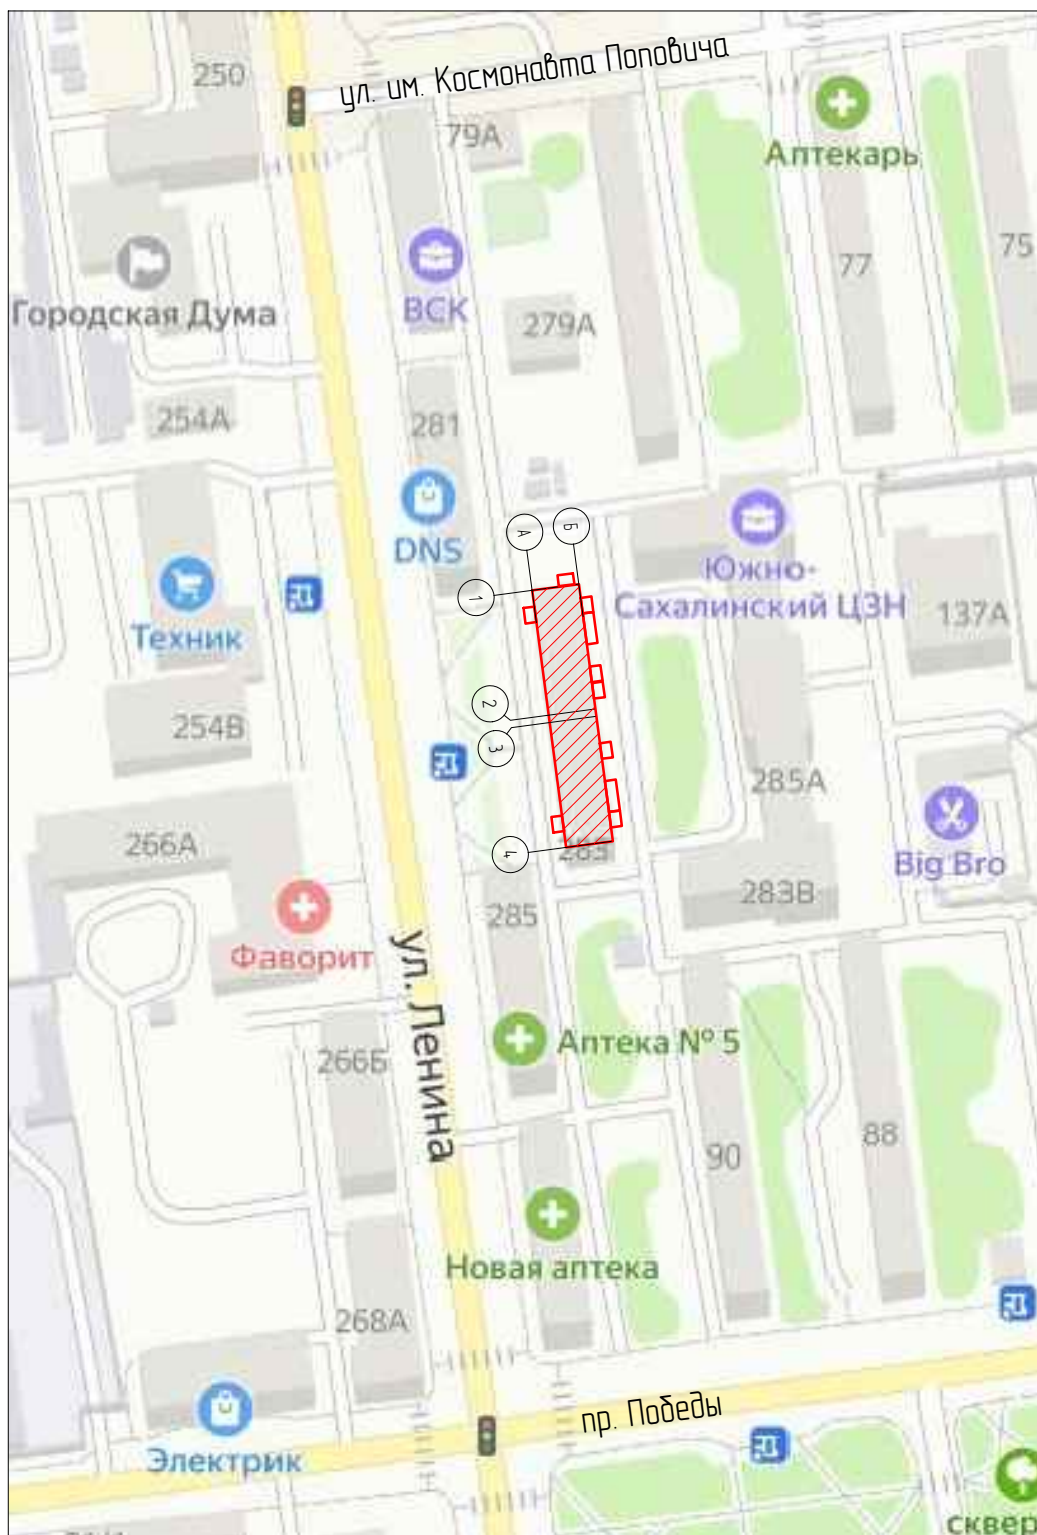 250
ул. им. Космонавта Поповича
79А
Аптекарь
77
75
Городская Дума
ВСК
279А
254А
281
DNS
А
Б
1
Южно-
Сахалинский ЦЗН
137А
Техник
2
3
254В
285А
4
283
266А
Big Bro
283В
285
Фаворит
ул. Ленина
Аптека № 5
266Б
90
88
Новая аптека
268А
пр. Победы
Электрик
сквер